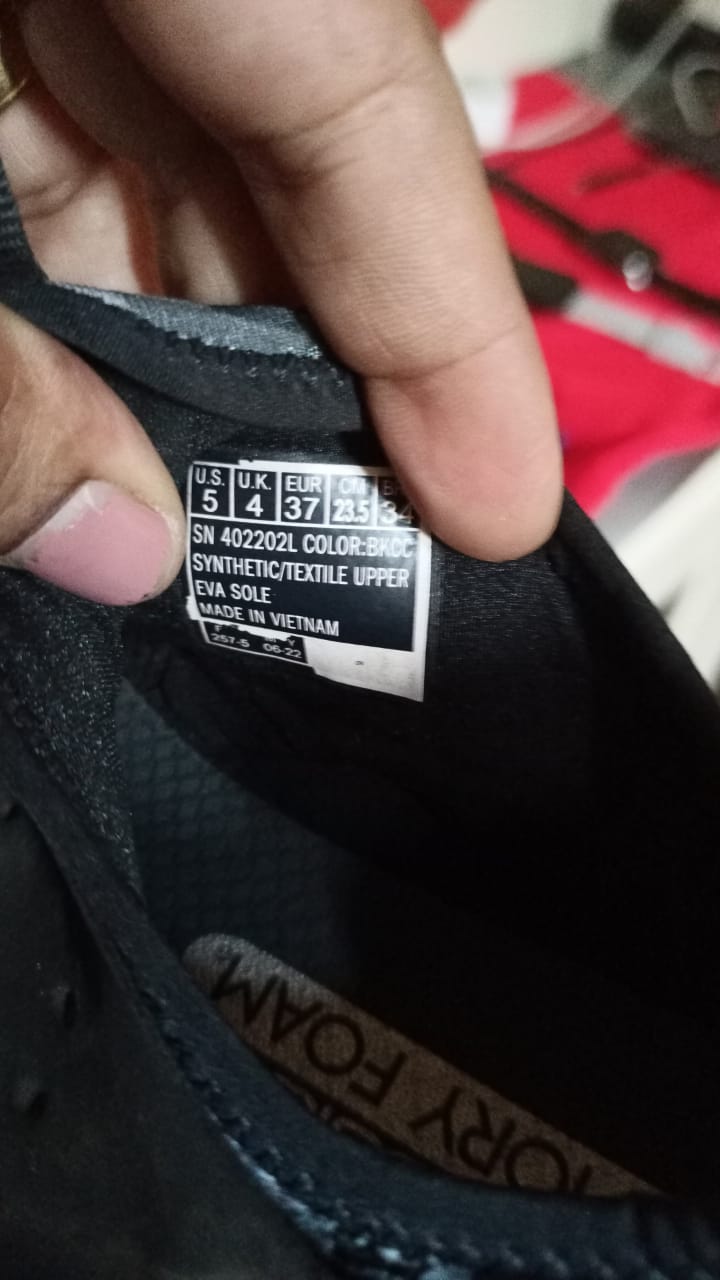 U.S. U.K. EUR CM
5 4 37 23.5 34
SN 402202L COLOR:BKCC
SYNTHETIC/TEXTILE UPPER
EVA SOLE
MADE IN VIETNAM
F M Y
257-5 06-22
ORY FOAM